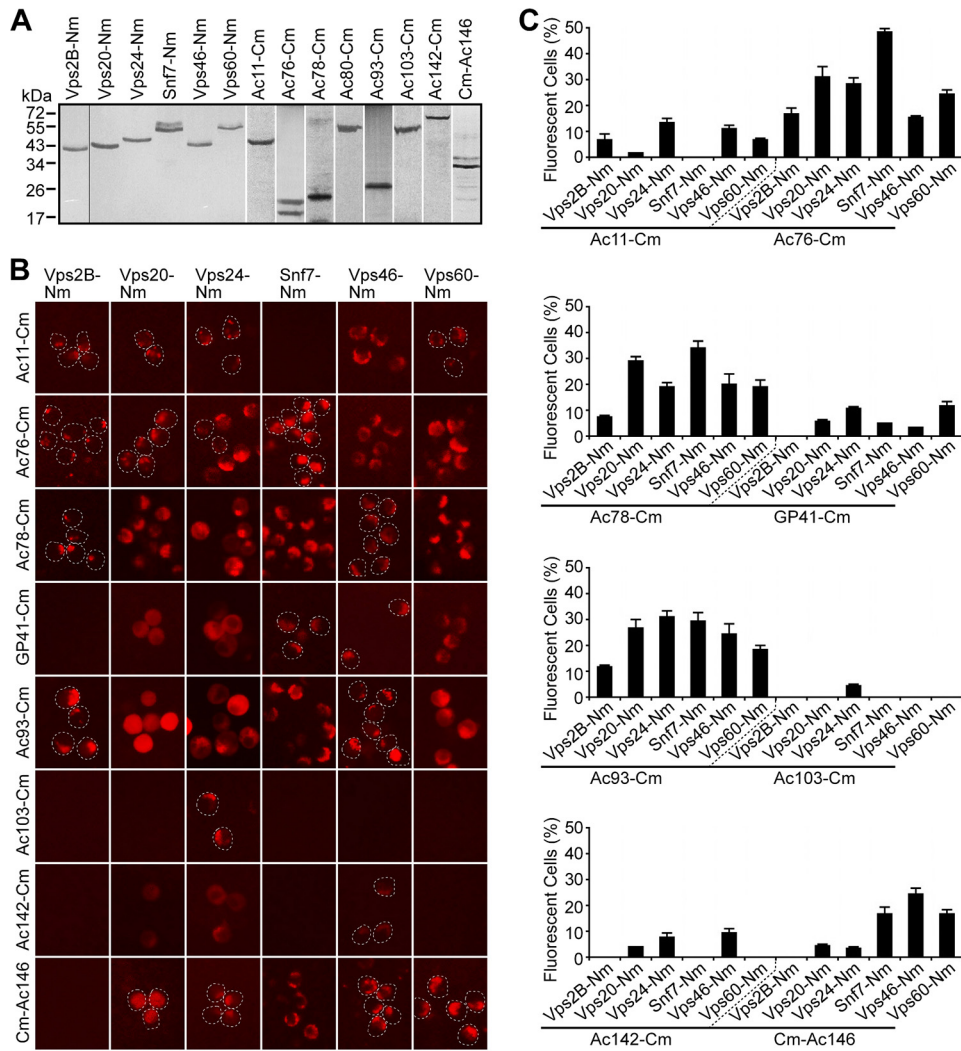 A
Vps2B-Nm
Vps20-Nm
Vps24-Nm
Snf7-Nm
Vps46-Nm
Vps60-Nm
Ac11-Cm
Ac76-Cm
Ac78-Cm
Ac80-Cm
Ac93-Cm
Ac103-Cm
Ac142-Cm
Cm-Ac146
kDa
72
55
43
34
26
17
B
Vps2B-Nm
Vps20-Nm
Vps24-Nm
Snf7-Nm
Vps46-Nm
Vps60-Nm
Ac11-Cm
Ac76-Cm
Ac78-Cm
GP41-Cm
Ac93-Cm
Ac103-Cm
Ac142-Cm
Cm-Ac146
C
Fluorescent Cells (%)
50
40
30
20
10
0
Vps2B-Nm
Vps20-Nm
Vps24-Nm
Snf7-Nm
Vps46-Nm
Vps60-Nm
Vps2B-Nm
Vps20-Nm
Vps24-Nm
Snf7-Nm
Vps46-Nm
Vps60-Nm
Ac11-Cm
Ac76-Cm
Fluorescent Cells (%)
50
40
30
20
10
0
Vps2B-Nm
Vps20-Nm
Vps24-Nm
Snf7-Nm
Vps46-Nm
Vps60-Nm
Vps2B-Nm
Vps20-Nm
Vps24-Nm
Snf7-Nm
Vps46-Nm
Vps60-Nm
Ac78-Cm
GP41-Cm
Fluorescent Cells (%)
50
40
30
20
10
0
Vps2B-Nm
Vps20-Nm
Vps24-Nm
Snf7-Nm
Vps46-Nm
Vps60-Nm
Vps2B-Nm
Vps20-Nm
Vps24-Nm
Snf7-Nm
Vps46-Nm
Vps60-Nm
Ac93-Cm
Ac103-Cm
Fluorescent Cells (%)
50
40
30
20
10
0
Vps2B-Nm
Vps20-Nm
Vps24-Nm
Snf7-Nm
Vps46-Nm
Vps60-Nm
Vps2B-Nm
Vps20-Nm
Vps24-Nm
Snf7-Nm
Vps46-Nm
Vps60-Nm
Ac142-Cm
Cm-Ac146